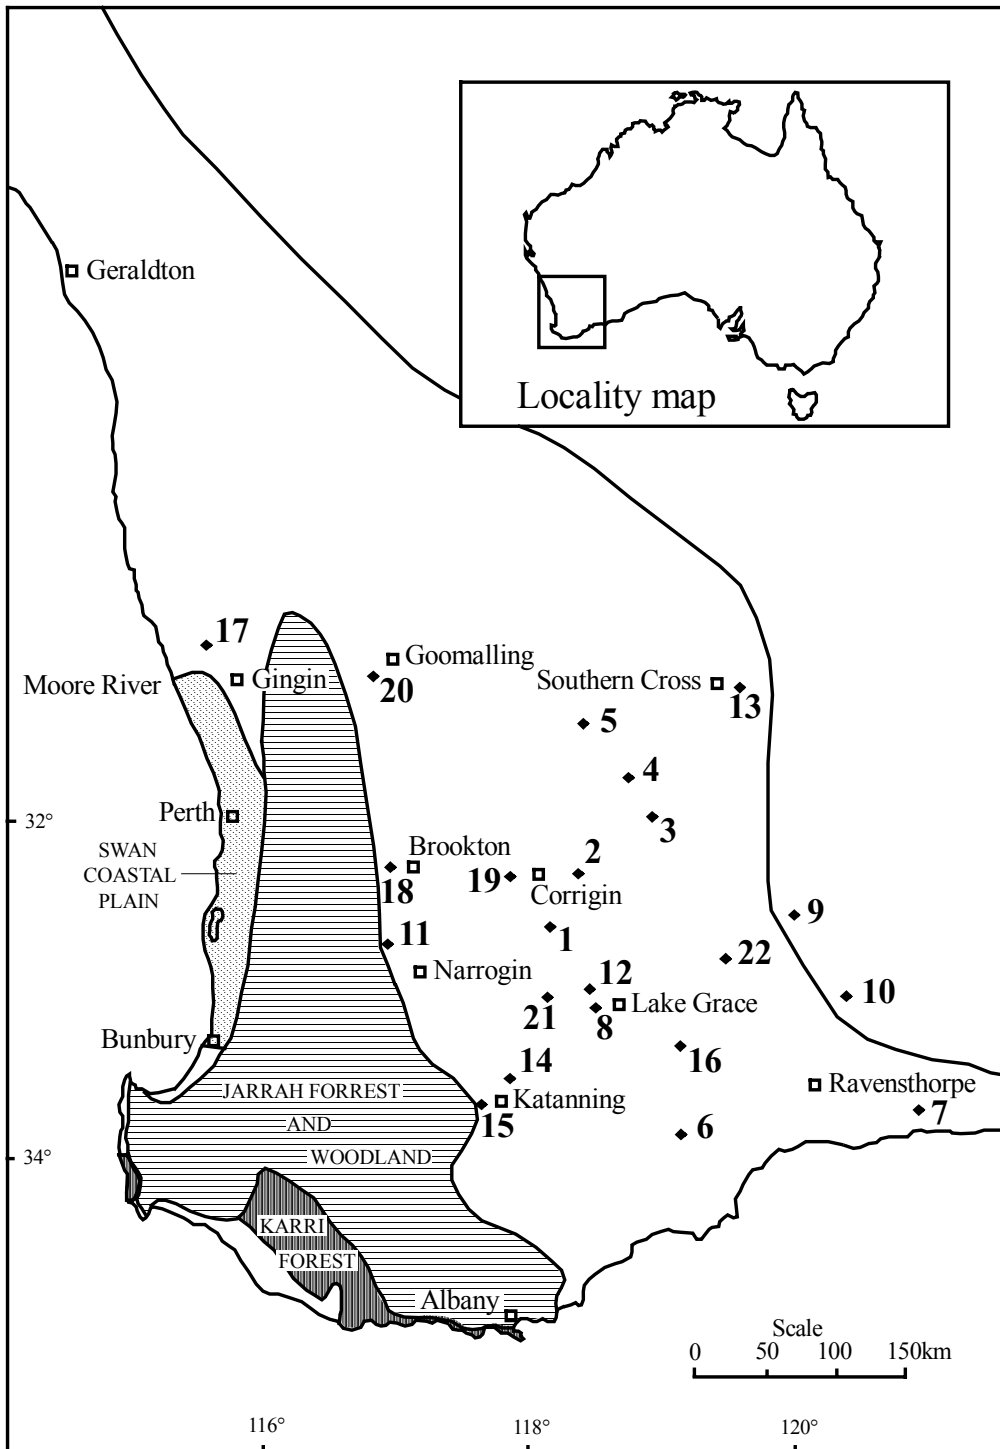 Geraldton
Locality map
17
Moore River
Gingin
Goomalling
20
Southern Cross
13
5
4
3
32°
Perth
SWAN
COASTAL
PLAIN
Brookton
18
19
2
Corrigin
11
1
9
Narrogin
12
22
21
8
Lake Grace
10
Bunbury
16
14
JARRAH FORREST
AND
WOODLAND
Katanning
15
Ravensthorpe
7
6
34°
KARRI
FOREST
Albany
Scale
0 50 100 150km
116° 118° 120°